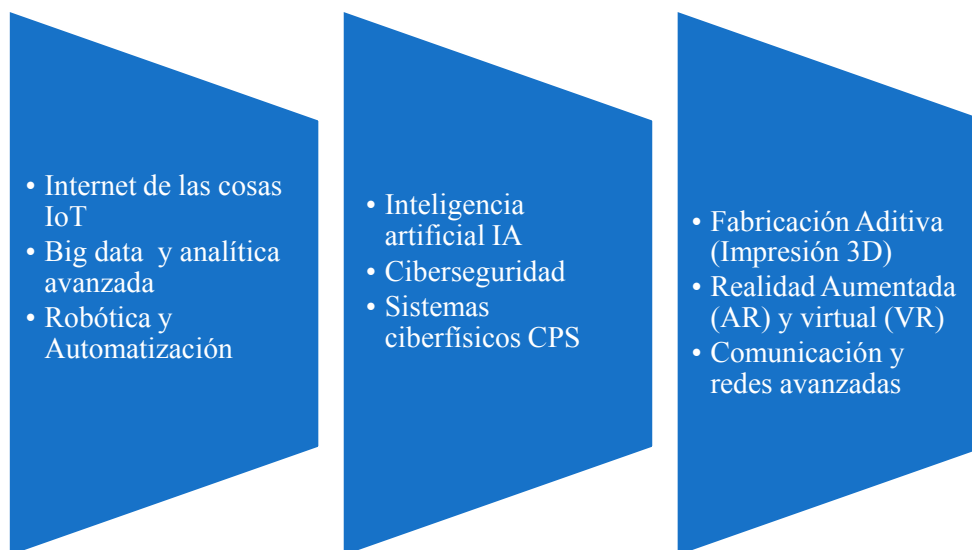 • Internet de las cosas
IoT
• Big data y analítica
avanzada
• Robótica y
Automatización
• Inteligencia
artificial IA
• Ciberseguridad
• Sistemas
ciberfísicos CPS
• Fabricación Aditiva
(Impresión 3D)
• Realidad Aumentada
(AR) y virtual (VR)
• Comunicación y
redes avanzadas